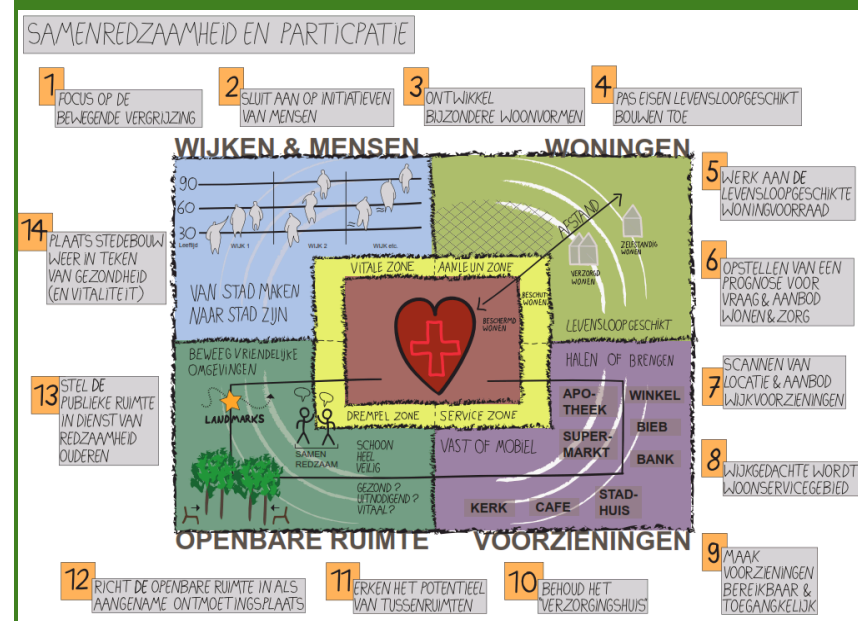 SAMENREDZAAMHEID EN PARTICPATIE
1
FOCUS OP DE
BEWEGENDE VERGRIJZING
2
SLUIT AAN OP INITIATIEVEN
VAN MENSEN
3
ONTWIKKEL
BIJZONDERE WOONVORMEN
4
PAS EISEN LEVENSLOOPGESCHIKT
BOUWEN TOE
WIJKEN & MENSEN
WONINGEN
90
60
30
Leeftijd
WIJK 1
WIJK 2
WIJK etc.
VAN STAD MAKEN
NAAR STAD ZIJN
AFSTAND
ZELFSTANDIG
WONEN
VERZORGD
WONEN
LEVENSLOOPGESCHIKT
VITALE ZONE
AANLEUN ZONE
BESCHUT
WONEN
BESCHERMD
WONEN
DREMPEL ZONE
SERVICE ZONE
BEWEEGVRIENDELIJKE
OMGEVINGEN
LANDMARKS
SAMEN
REDZAAM
SCHOON
HEEL
VEILIG
GEZOND?
UITNODIGEND?
VITAAL?
HALEN OF BRENGEN
VAST OF MOBIEL
APO-
THEEK
WINKEL
SUPER-
MARKT
BIEB
BANK
KERK
CAFE
STAD-
HUIS
OPENBARE RUIMTE
VOORZIENINGEN
5
WERK AAN DE
LEVENSLOOPGESCHIKTE
WONINGVOORRAAD
6
OPSTELLEN VAN EEN
PROGNOSE VOOR
VRAAG & AANBOD
WONEN & ZORG
7
SCANNEN VAN
LOCATIE & AANBOD
WIJKVOORZIENINGEN
8
WIJKGEDACHTE WORDT
WOONSERVICEGEBIED
9
MAAK
VOORZIENINGEN
BEREIKBAAR &
TOEGANGKELIJK
10
BEHOUD HET
"VERZORGINGSHUIS"
11
ERKEN HET POTENTIEEL
VAN TUSSENRUIMTEN
12
RICHT DE OPENBARE RUIMTE IN ALS
AANGENAME ONTMOETINGSPLAATS
13
STEL DE
PUBLIEKE RUIMTE
IN DIENST VAN
REDZAAMHEID
OUDEREN
14
PLAATS STEDEBOUW
WEER IN TEKEN
VAN GEZONDHEID
(EN VITALITEIT)